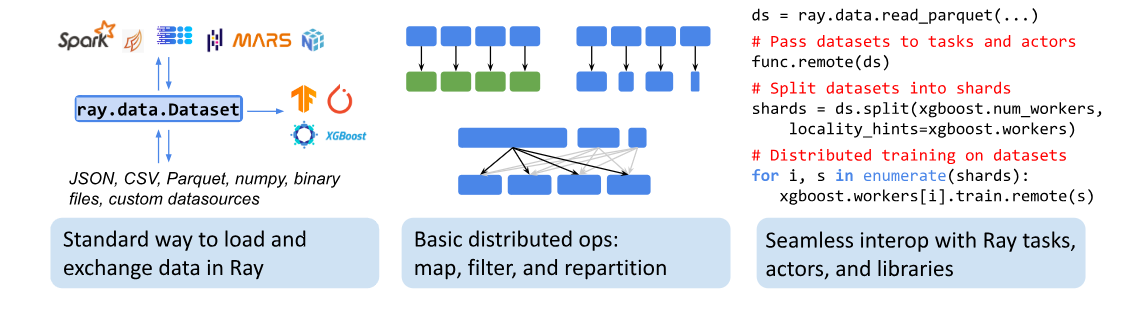 Spark
MARS
ray.data.Dataset
XGBoost
JSON, CSV, Parquet, numpy, binary
files, custom datasources
Standard way to load and
exchange data in Ray
Basic distributed ops:
map, filter, and repartition
ds = ray.data.read_parquet(...)
# Pass datasets to tasks and actors
func.remote(ds)
# Split datasets into shards
shards = ds.split(xgboost.num_workers,
locality_hints=xgboost.workers)
# Distributed training on datasets
for i, s in enumerate(shards):
xgboost.workers[i].train.remote(s)
Seamless interop with Ray tasks,
actors, and libraries